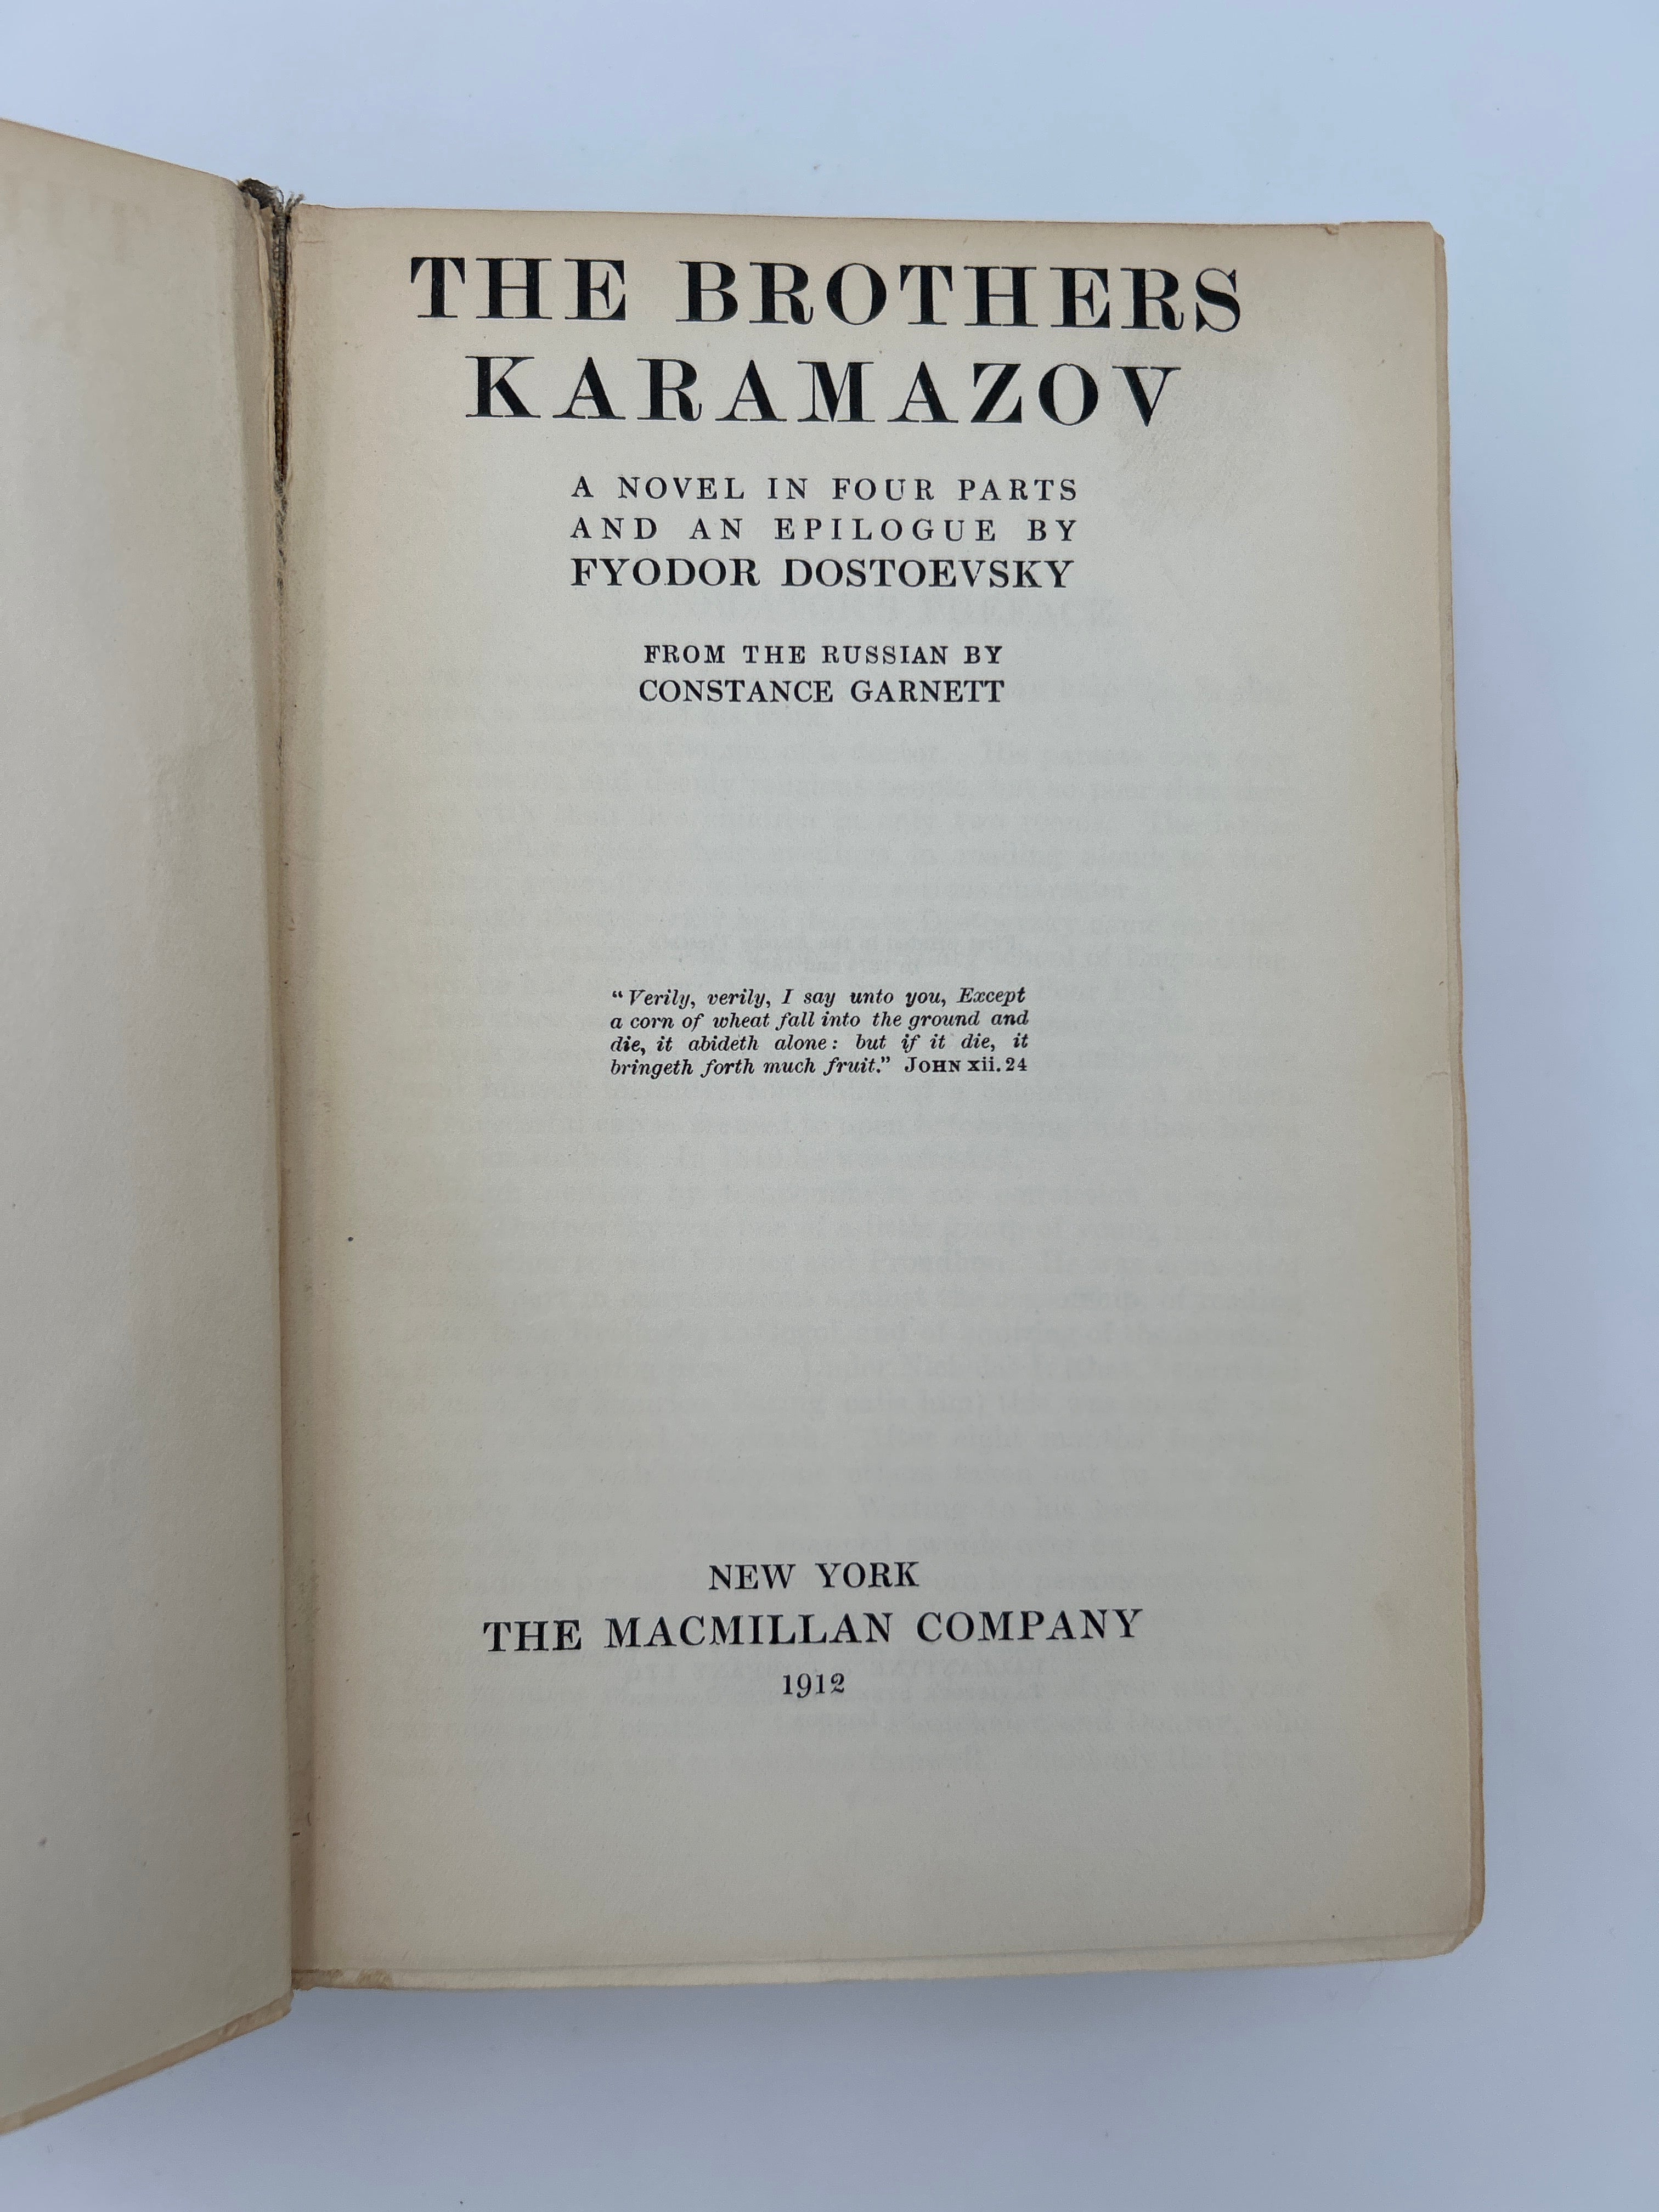 THE BROTHERS
KARAMAZOV
A NOVEL IN FOUR PARTS
AND AN EPILOGUE BY
FYODOR DOSTOEVSKY
FROM THE RUSSIAN BY
CONSTANCE GARNETT
“Verily, verily, I say unto you, Except
a corn of wheat fall into the ground and
die, it abideth alone: but if it die, it
bringeth forth much fruit.” JOHN xii. 24
NEW YORK
THE MACMILLAN COMPANY
1912